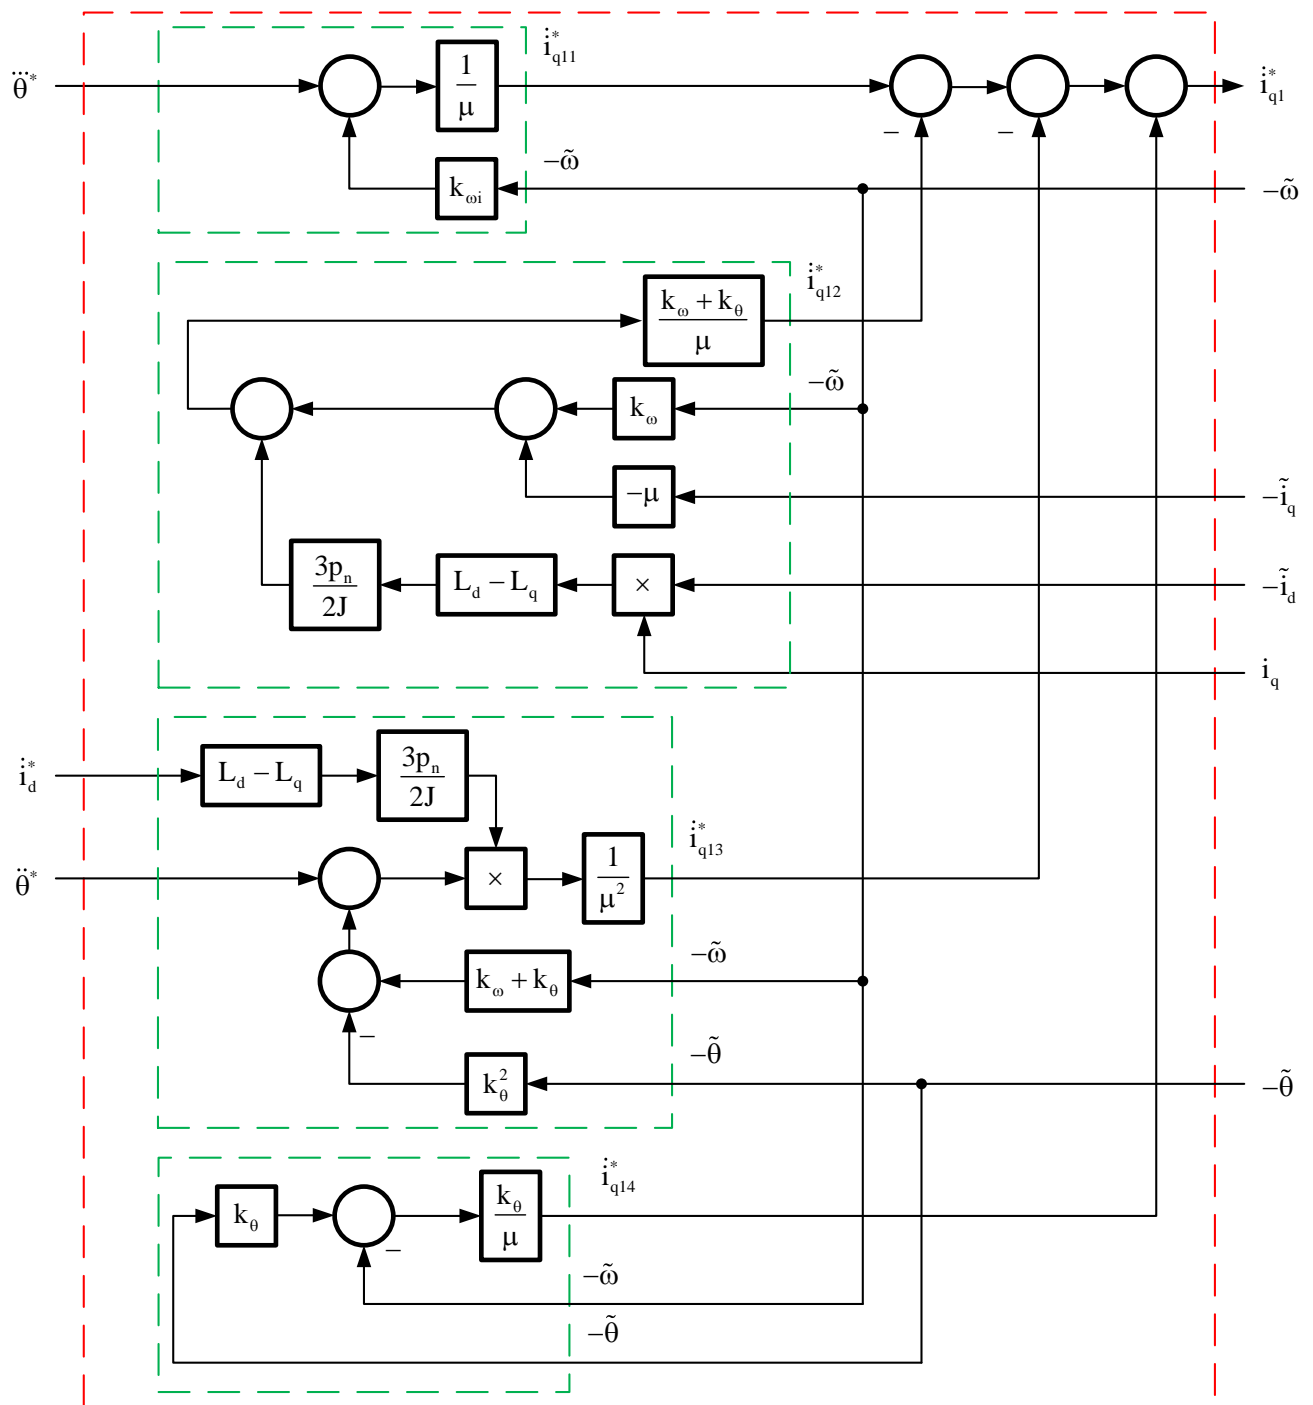 i̇*q11
θ⃛* 1/μ − − i̇*q1
kωi −ω̃ −ω̃
i̇*q12
(kω + kθ)/μ
kω −ω̃
−μ −ĩq
3pn/2J Ld − Lq × −ĩd
iq
i̇*d Ld − Lq 3pn/2J
i̇*q13
θ̈* × 1/μ²
kω + kθ −ω̃
−
kθ² −θ̃ −θ̃
i̇*q14
kθ − kθ/μ
−ω̃
−θ̃